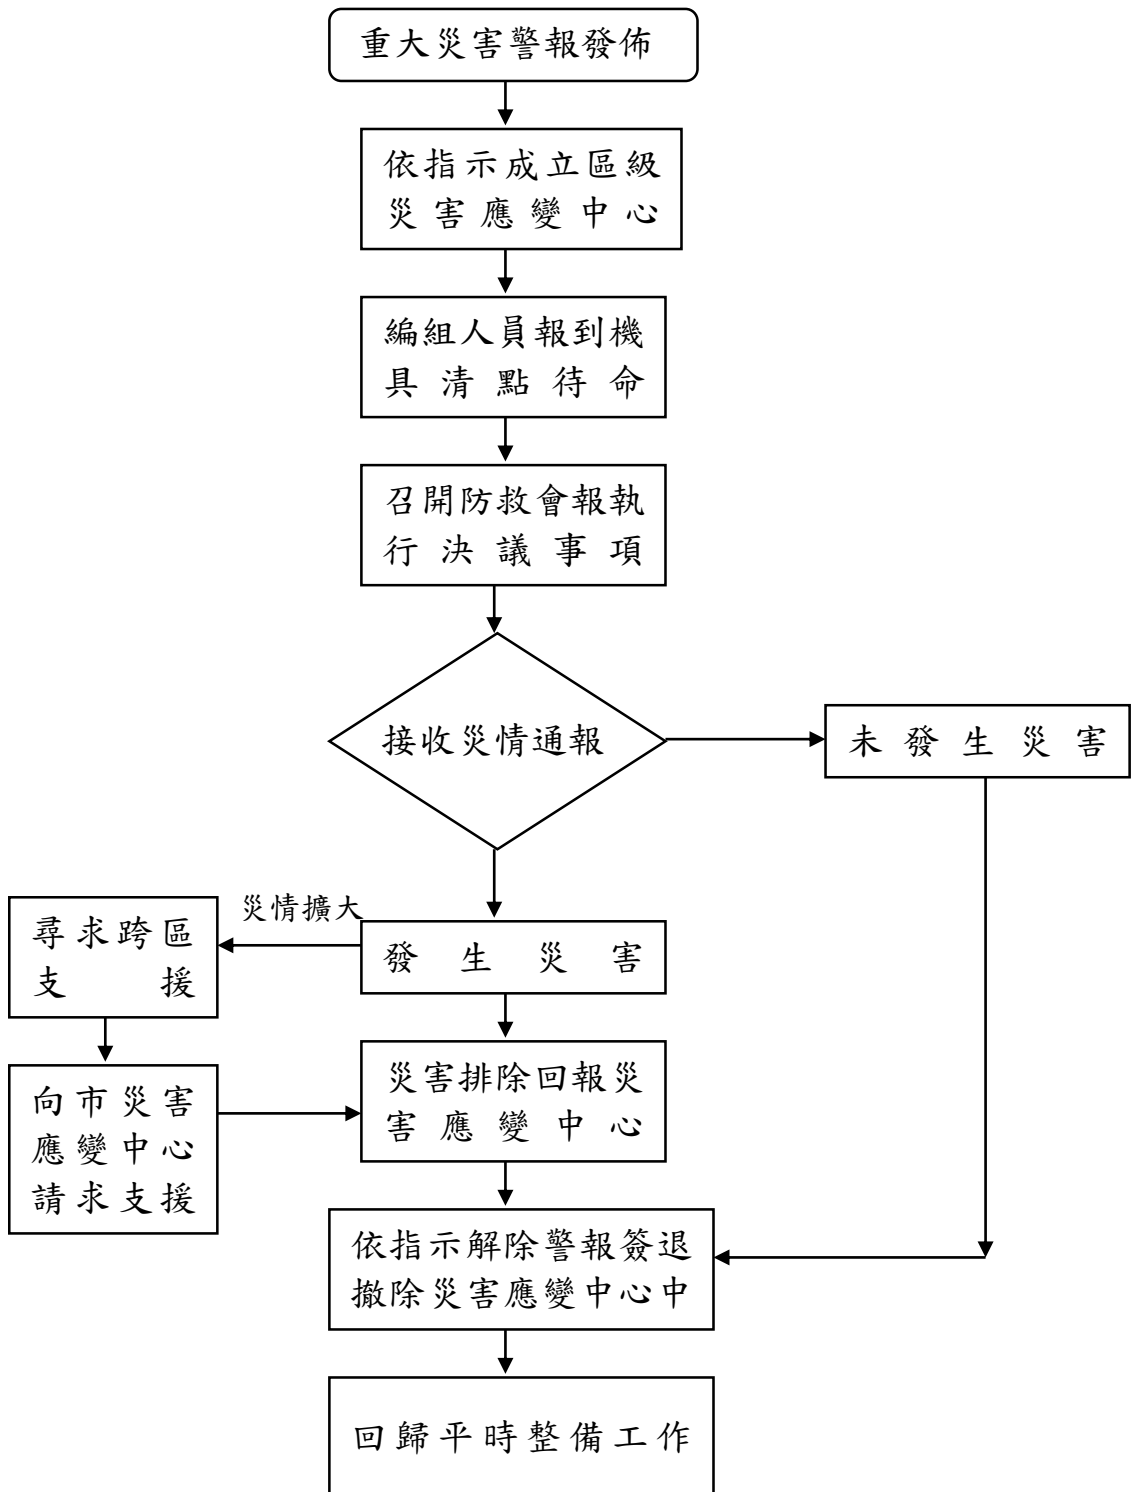 重大災害警報發佈
依指示成立區級
災害應變中心
編組人員報到機
具清點待命
召開防救會報執
行決議事項
接收災情通報
未發生災害
災情擴大
尋求跨區
支援
發生災害
向市災害
應變中心
請求支援
災害排除回報災
害應變中心
依指示解除警報簽退
撤除災害應變中心中
回歸平時整備工作